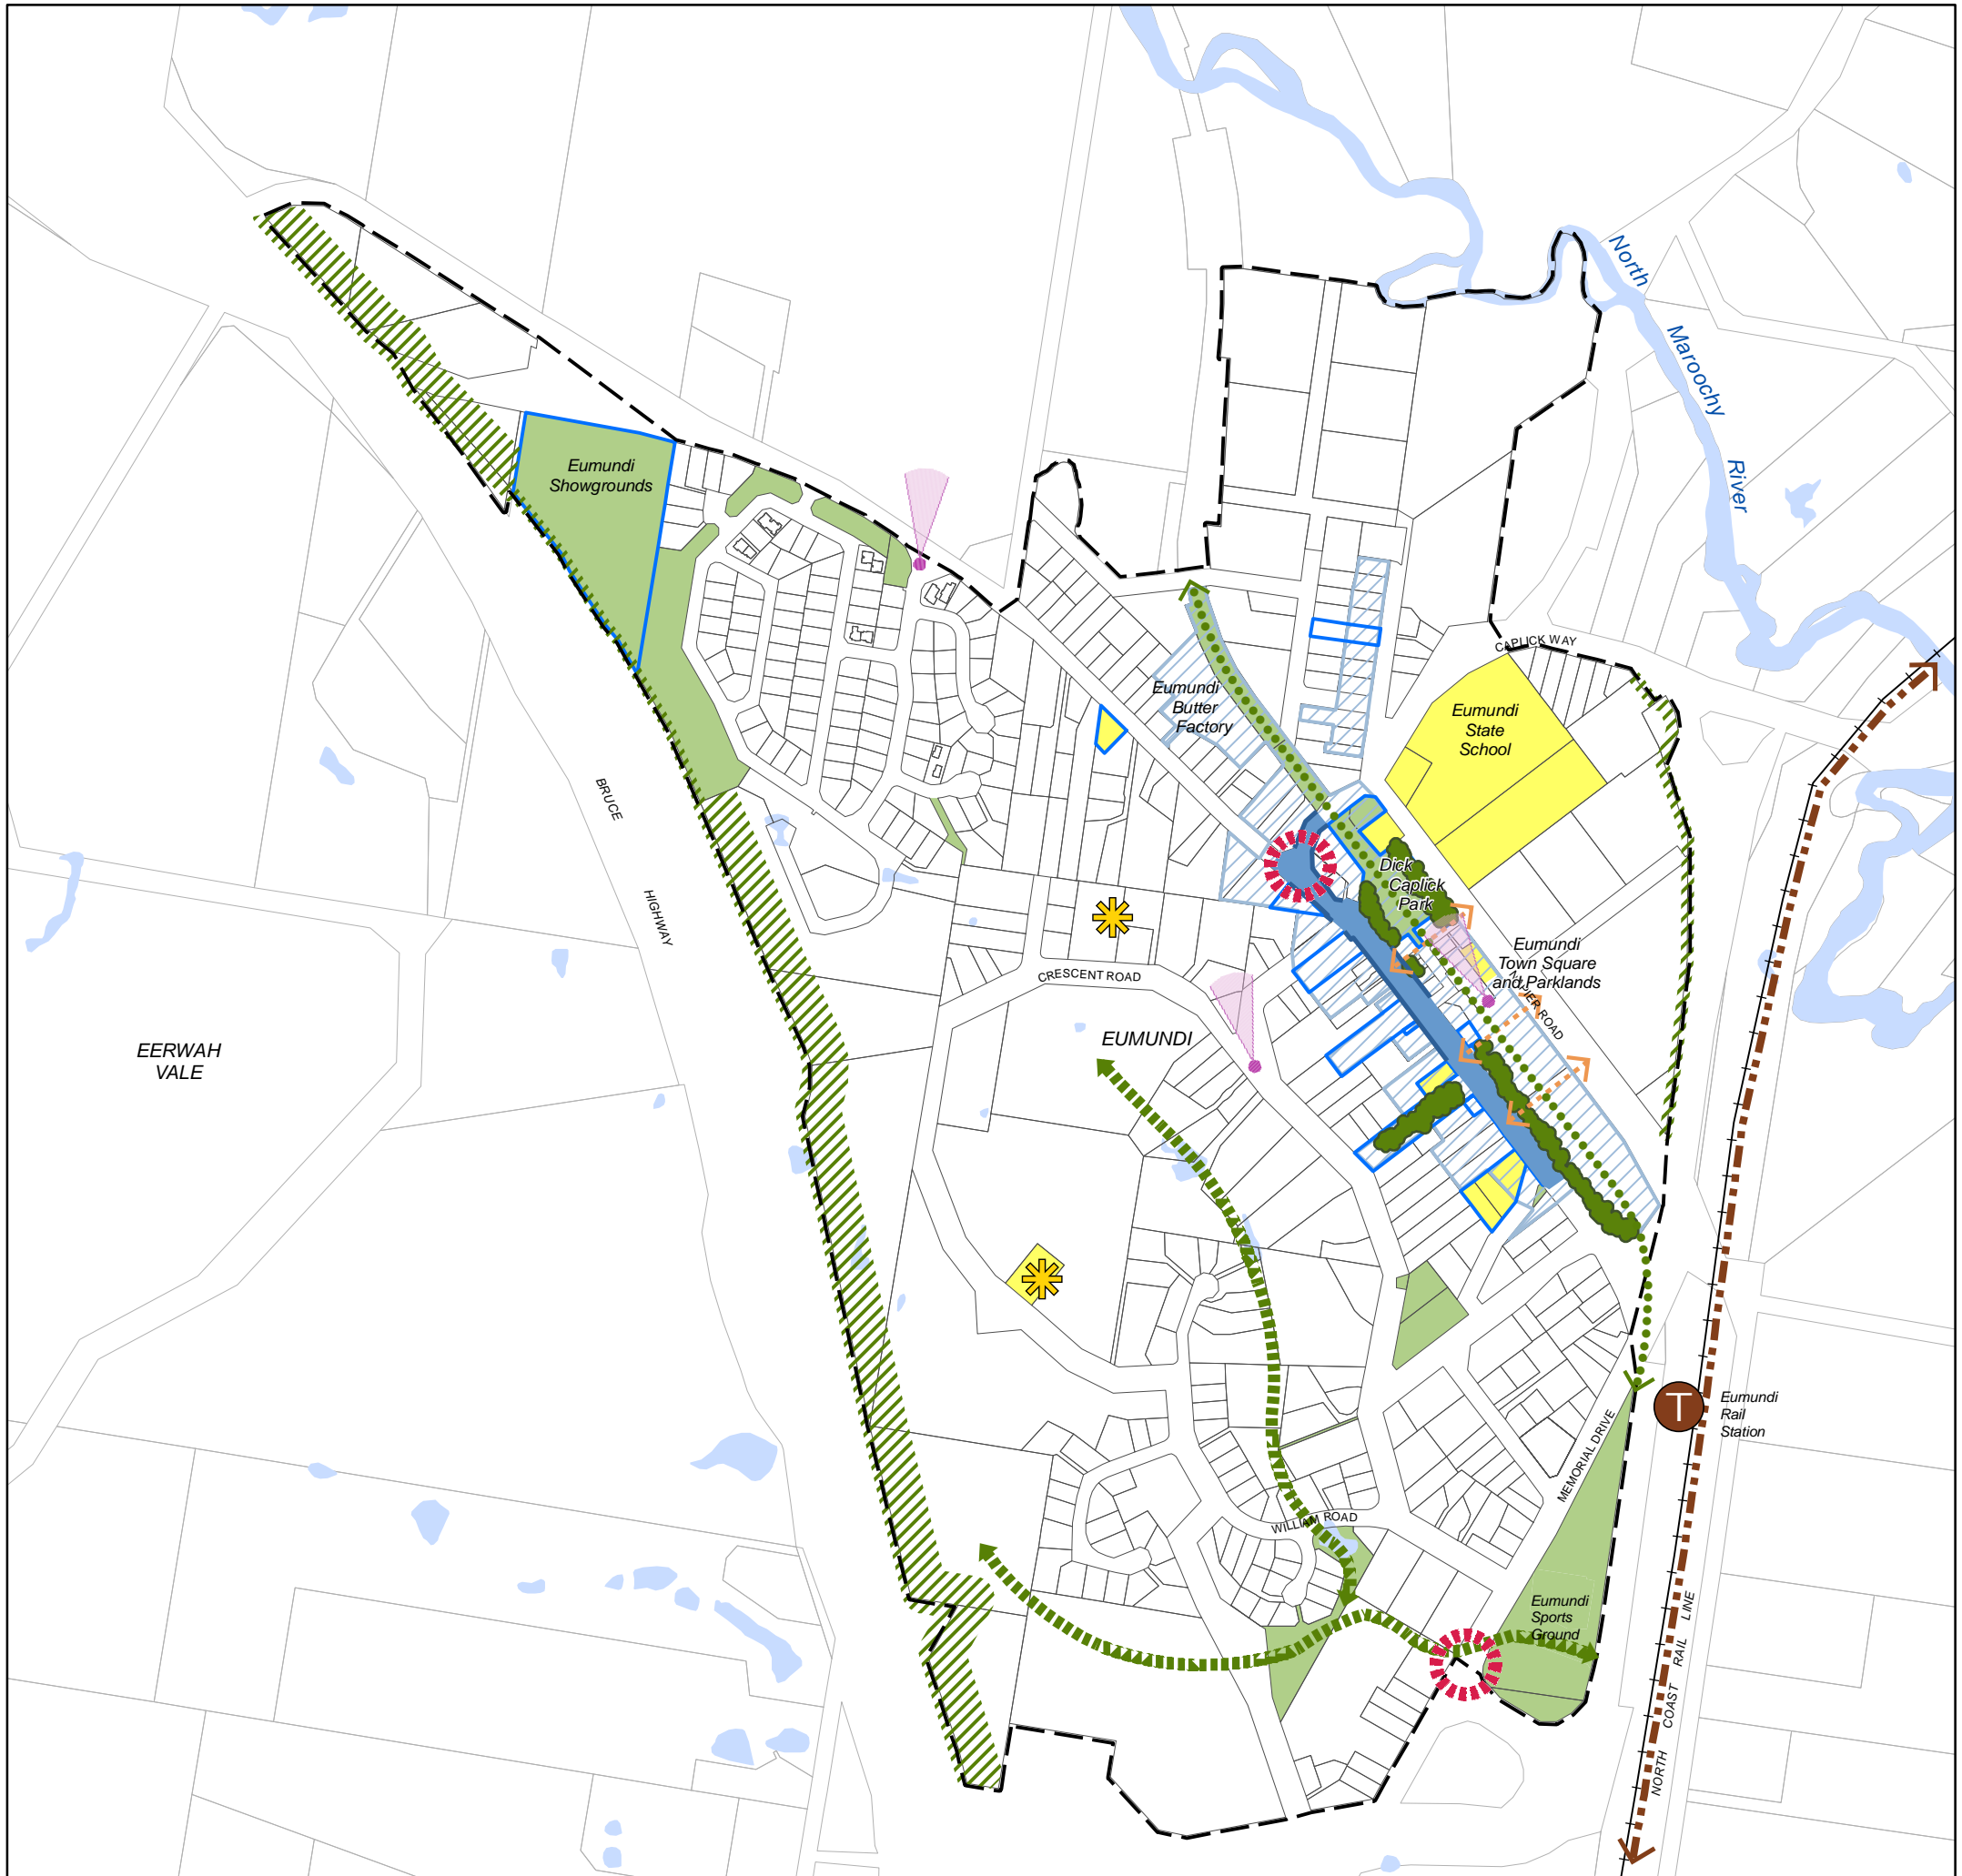 North
Maroochy
River
Eumundi
Showgrounds
CAPLICK WAY
Eumundi
Butter
Factory
Eumundi
State
School
BRUCE
HIGHWAY
Dick
Caplick
Park
Eumundi
Town Square
and Parklands
NAPIER ROAD
CRESCENT ROAD
EUMUNDI
EERWAH
VALE
T
Eumundi
Rail
Station
MEMORIAL DRIVE
WILLIAM ROAD
Eumundi
Sports
Ground
NORTH COAST RAIL LINE